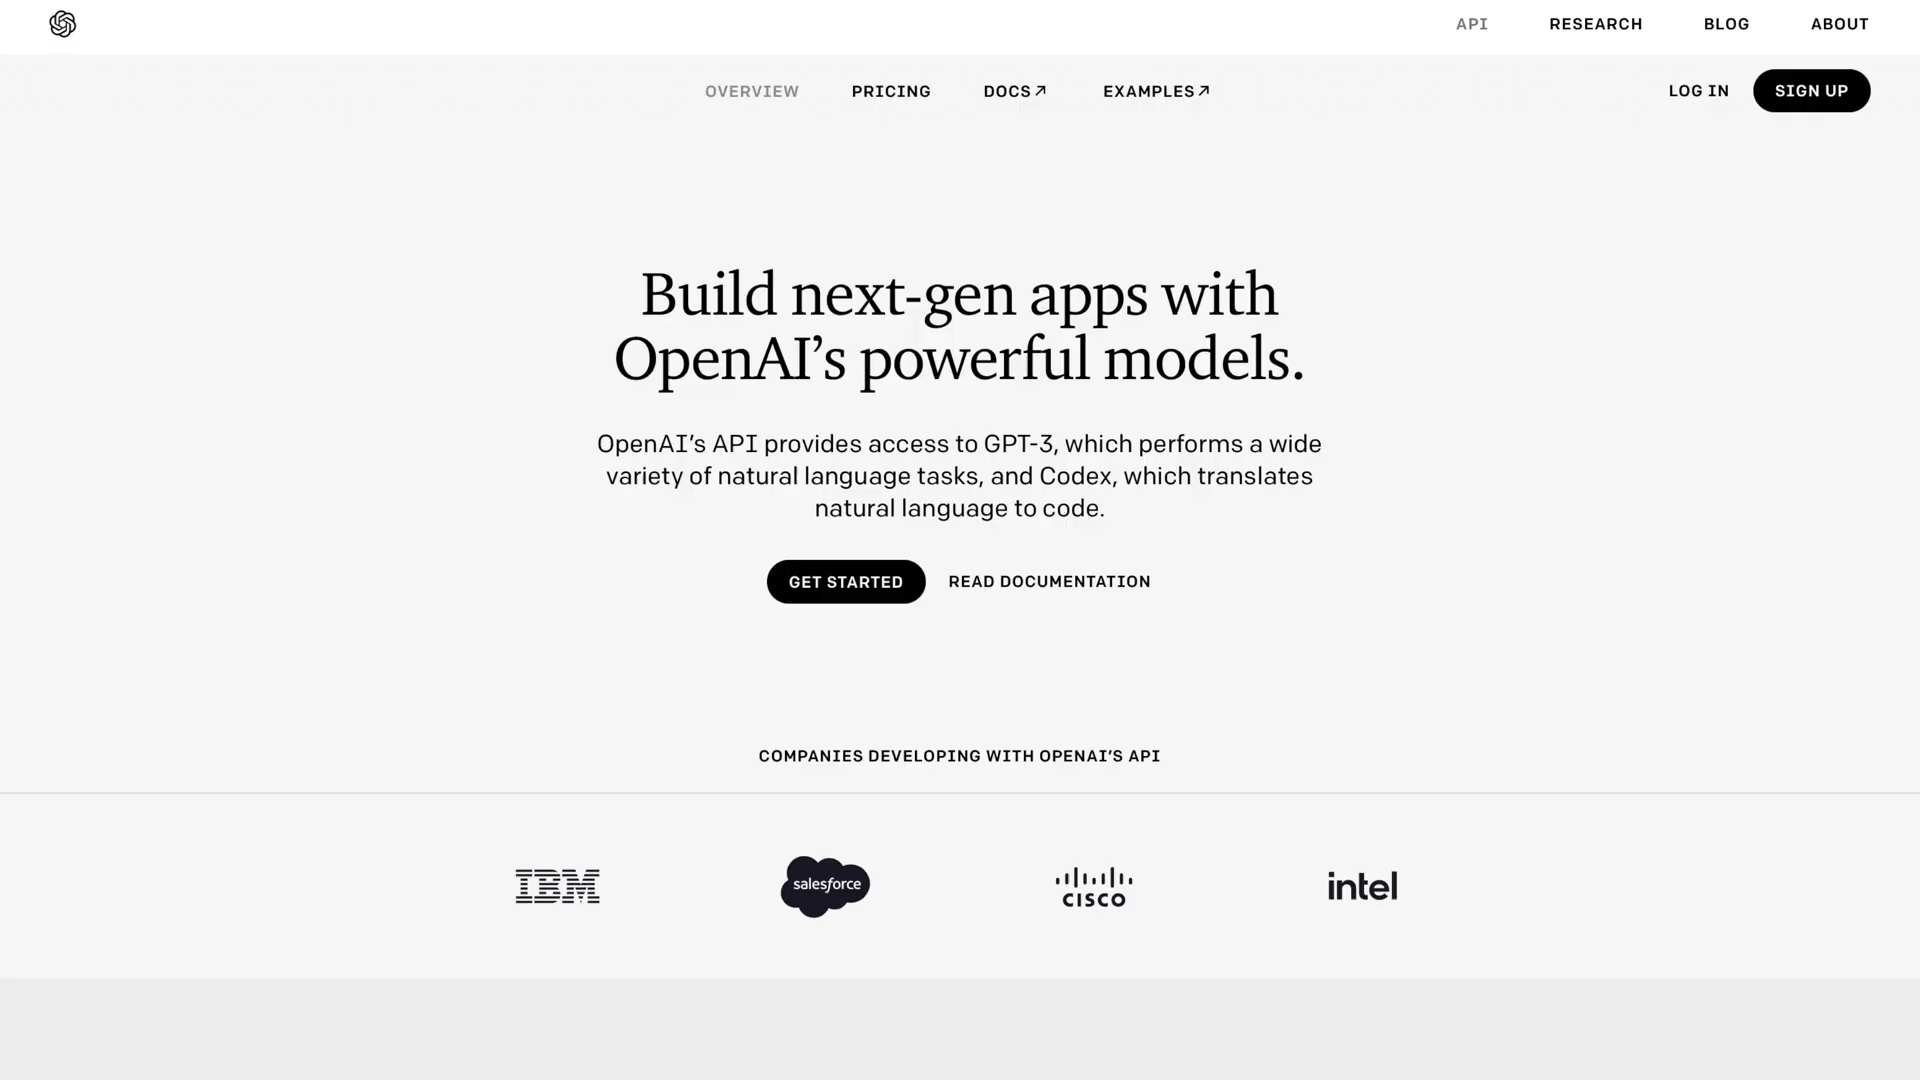 API RESEARCH BLOG ABOUT
OVERVIEW PRICING DOCS↗ EXAMPLES↗ LOG IN SIGN UP
Build next-gen apps with
OpenAI’s powerful models.
OpenAI’s API provides access to GPT-3, which performs a wide
variety of natural language tasks, and Codex, which translates
natural language to code.
GET STARTED READ DOCUMENTATION
COMPANIES DEVELOPING WITH OPENAI’S API
IBM salesforce CISCO intel